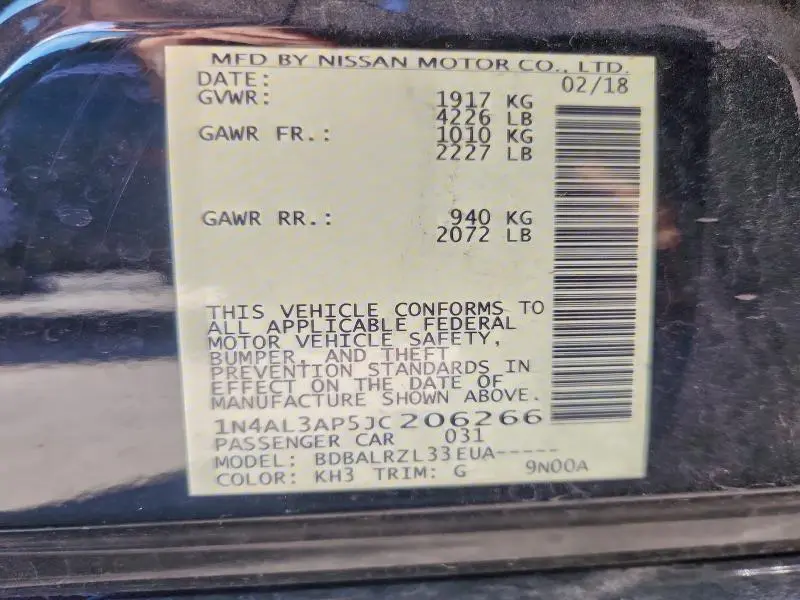 MFD BY NISSAN MOTOR CO., LTD.
DATE: 02/18
GVWR: 1917 KG
4226 LB
GAWR FR.: 1010 KG
2227 LB
GAWR RR.: 940 KG
2072 LB
THIS VEHICLE CONFORMS TO
ALL APPLICABLE FEDERAL
MOTOR VEHICLE SAFETY,
BUMPER, AND THEFT
PREVENTION STANDARDS IN
EFFECT ON THE DATE OF
MANUFACTURE SHOWN ABOVE.
1N4AL3AP5JC206266
PASSENGER CAR 031
MODEL: BDBALRZL33EUA-----
COLOR: KH3 TRIM: G 9N00A